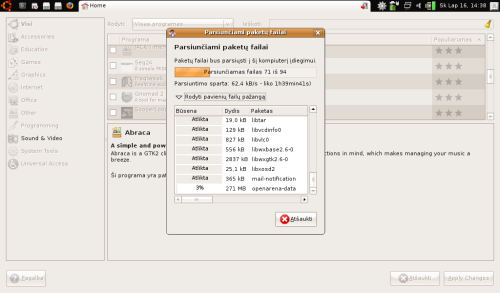 Home
Sk Lap 16, 14:38
Parsiunčiami paketų failai
Visi
Accessories
Education
Games
Graphics
Internet
Office
Other
Programming
Sound & Video
System Tools
Universal Access
Rodyti:
Visos programos
Ieškoti:
Programa
Populiarumas
Abraca
A simple and pow
Abraca is a GTK2 cli
ctions in mind, which makes managing your music a
breeze.
Ši programa yra pat
Parsiunčiami paketų failai
Paketų failai bus parsiųsti į šį kompiuterį įdiegimui.
Parsiunčiamas failas 71 iš 94
Parsiuntimo sparta: 62,4 kB/s - liko 1h39min41s)
Rodyti pavienių failų pažangą
Būsena Dydis Paketas
Atlikta 19,0 kB libtar
Atlikta 129 kB libvcdinfo0
Atlikta 827 kB libvlc0
Atlikta 556 kB libwxbase2.6-0
Atlikta 2837 kB libwxgtk2.6-0
Atlikta 25,1 kB libxosd2
Atlikta 365 kB mail-notification
3% 271 MB openarena-data
Atšaukti
Pagalba
Atšaukti
Apply Changes